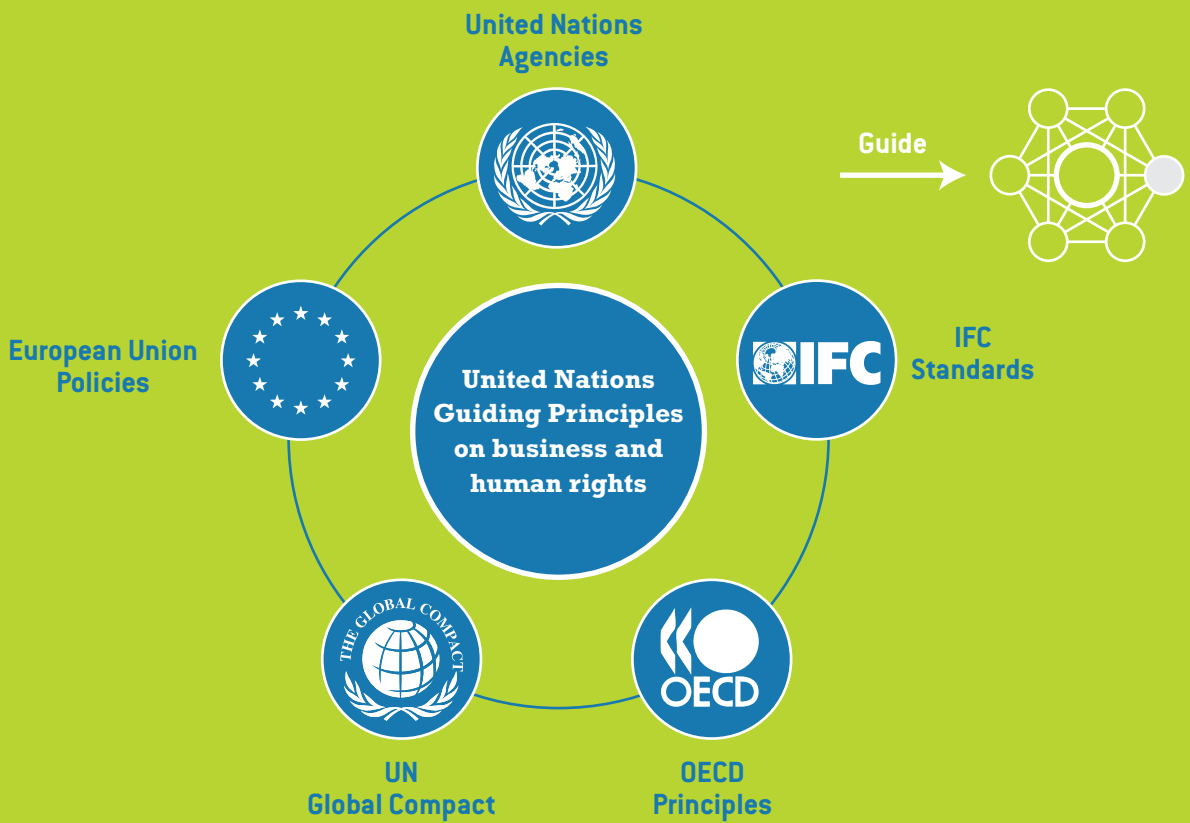 United Nations
Agencies
Guide
European Union
Policies
United Nations
Guiding Principles
on business and
human rights
IFC
IFC
Standards
THE GLOBAL COMPACT
OECD
UN
Global Compact
OECD
Principles